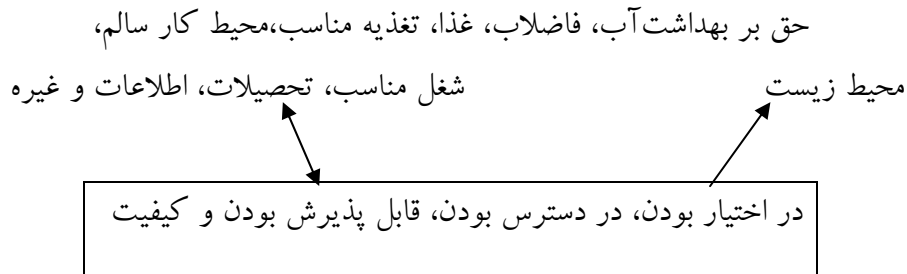 حق بر بهداشت آب، فاضلاب، غذا، تغذیه مناسب،محیط کار سالم،
محیط زیست شغل مناسب، تحصیلات، اطلاعات و غیره
در اختیار بودن، در دسترس بودن، قابل پذیرش بودن و کیفیت